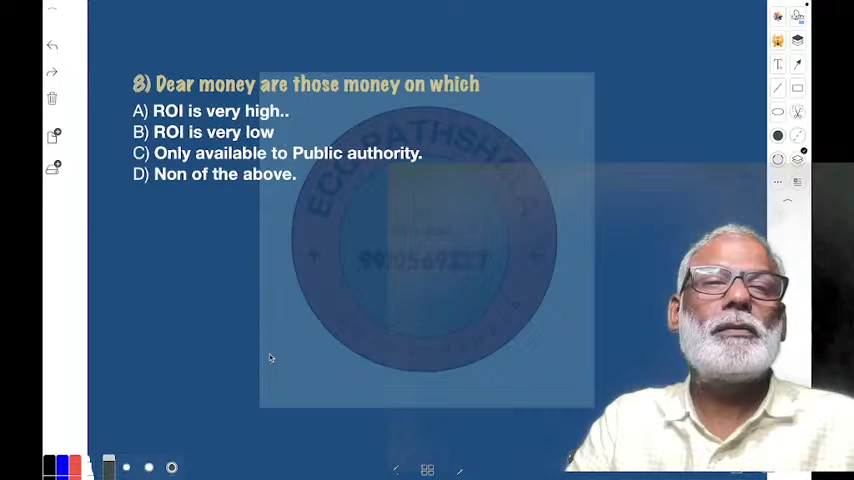 8) Dear money are those money on which
A) ROI is very high..
B) ROI is very low
C) Only available to Public authority.
D) Non of the above.
ECOPATHSHALA